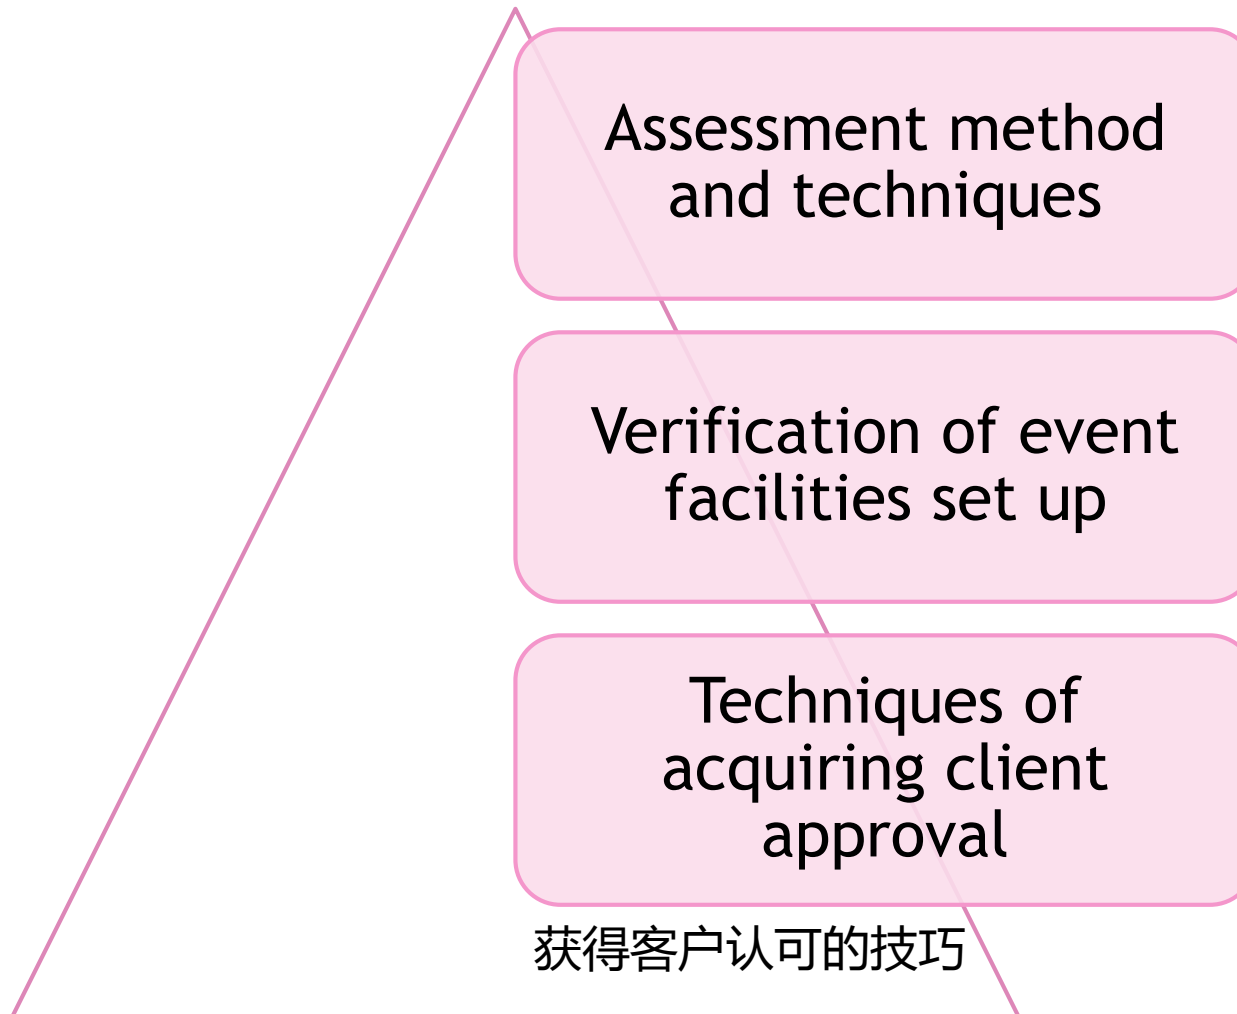 Assessment method
and techniques
Verification of event
facilities set up
Techniques of
acquiring client
approval
获得客户认可的技巧